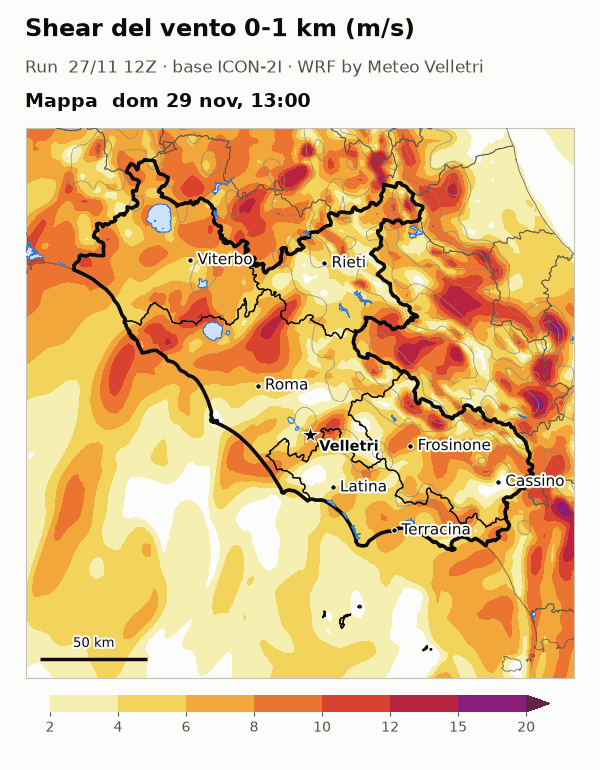 Shear del vento 0-1 km (m/s)
Run  27/11 12Z · base ICON-2I · WRF by Meteo Velletri
Mappa  dom 29 nov, 13:00
Viterbo
Rieti
Roma
Velletri
Frosinone
Cassino
Latina
Terracina
50 km
2 4 6 8 10 12 15 20